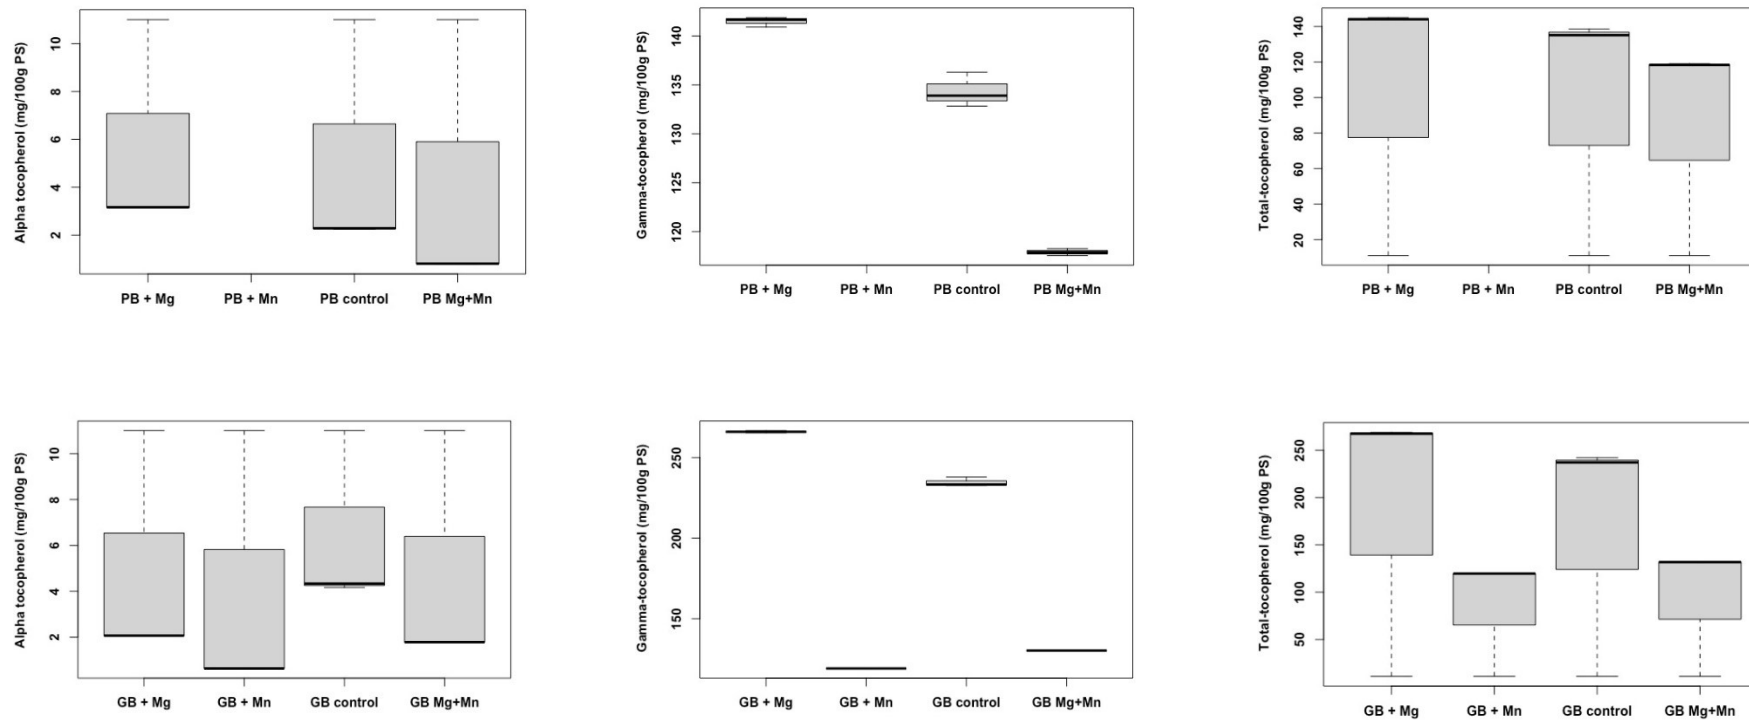 Alpha tocopherol (mg/100g PS)
10
8
6
4
2
PB + Mg PB + Mn PB control PB Mg+Mn
Gamma-tocopherol (mg/100g PS)
140
135
130
125
120
PB + Mg PB + Mn PB control PB Mg+Mn
Total-tocopherol (mg/100g PS)
140
120
100
80
60
40
20
PB + Mg PB + Mn PB control PB Mg+Mn
Alpha tocopherol (mg/100g PS)
10
8
6
4
2
GB + Mg GB + Mn GB control GB Mg+Mn
Gamma-tocopherol (mg/100g PS)
250
200
150
GB + Mg GB + Mn GB control GB Mg+Mn
Total-tocopherol (mg/100g PS)
250
200
150
100
50
GB + Mg GB + Mn GB control GB Mg+Mn